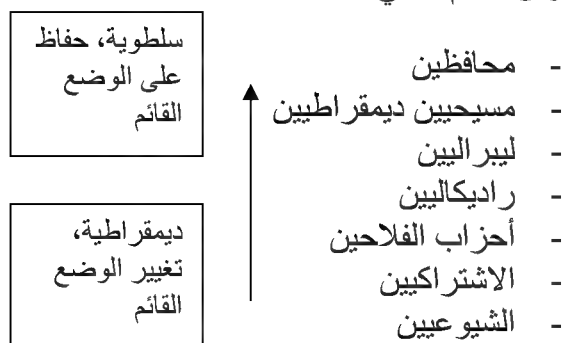 - محافظين
- مسيحيين ديمقراطيين
- ليبراليين
- راديكاليين
- أحزاب الفلاحين
- الاشتراكيين
- الشيوعيين
سلطوية، حفاظ
على الوضع
القائم
ديمقراطية،
تغيير الوضع
القائم